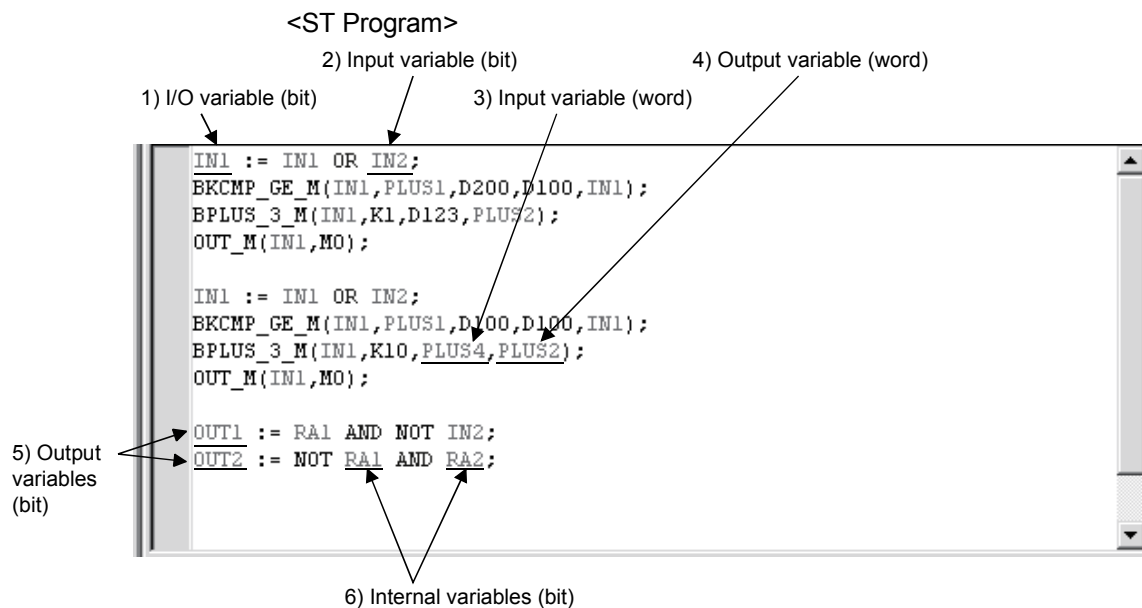 <ST Program>
2) Input variable (bit)
4) Output variable (word)
1) I/O variable (bit)
3) Input variable (word)
IN1 := IN1 OR IN2;
BKCMP_GE_M(IN1,PLUS1,D200,D100,IN1);
BPLUS_3_M(IN1,K1,D123,PLUS2);
OUT_M(IN1,M0);
IN1 := IN1 OR IN2;
BKCMP_GE_M(IN1,PLUS1,D100,D100,IN1);
BPLUS_3_M(IN1,K10,PLUS4,PLUS2);
OUT_M(IN1,M0);
OUT1 := RA1 AND NOT IN2;
OUT2 := NOT RA1 AND RA2;
5) Output
variables
(bit)
6) Internal variables (bit)